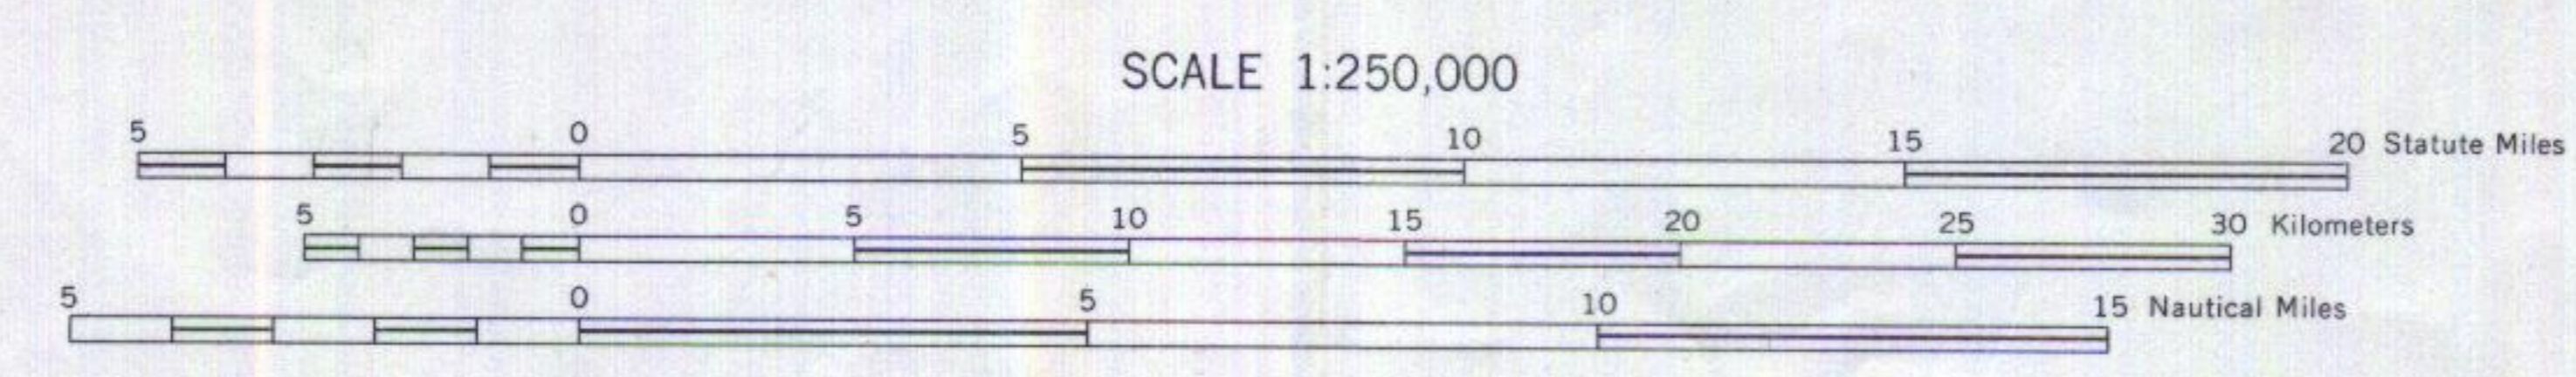 SCALE 1:250,000
5 0 5 10 15 20 Statute Miles
5 0 5 10 15 20 25 30 Kilometers
5 0 5 10 15 Nautical Miles